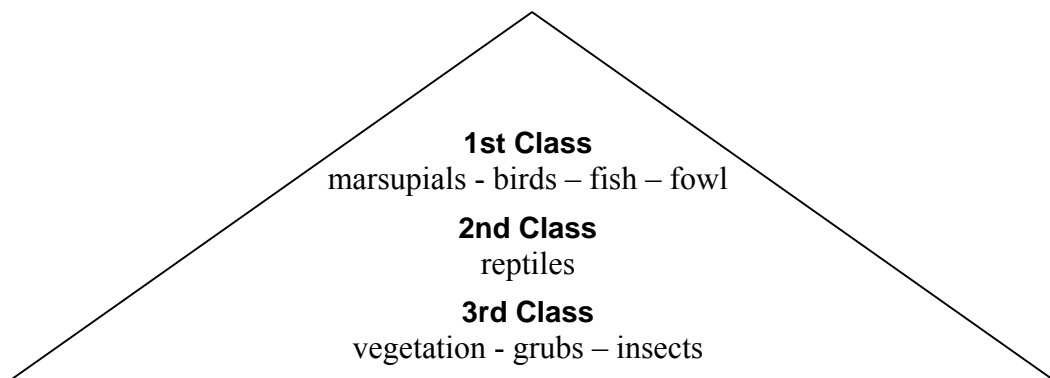 1st Class
marsupials - birds – fish – fowl
2nd Class
reptiles
3rd Class
vegetation - grubs – insects